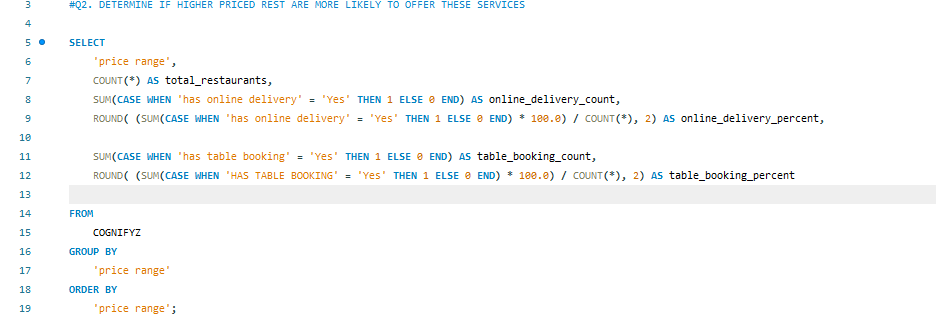 3 #Q2. DETERMINE IF HIGHER PRICED REST ARE MORE LIKELY TO OFFER THESE SERVICES
4
5 SELECT
6 'price range',
7 COUNT(*) AS total_restaurants,
8 SUM(CASE WHEN 'has online delivery' = 'Yes' THEN 1 ELSE 0 END) AS online_delivery_count,
9 ROUND( (SUM(CASE WHEN 'has online delivery' = 'Yes' THEN 1 ELSE 0 END) * 100.0) / COUNT(*), 2) AS online_delivery_percent,
10
11 SUM(CASE WHEN 'has table booking' = 'Yes' THEN 1 ELSE 0 END) AS table_booking_count,
12 ROUND( (SUM(CASE WHEN 'HAS TABLE BOOKING' = 'Yes' THEN 1 ELSE 0 END) * 100.0) / COUNT(*), 2) AS table_booking_percent
13
14 FROM
15 COGNIFYZ
16 GROUP BY
17 'price range'
18 ORDER BY
19 'price range';